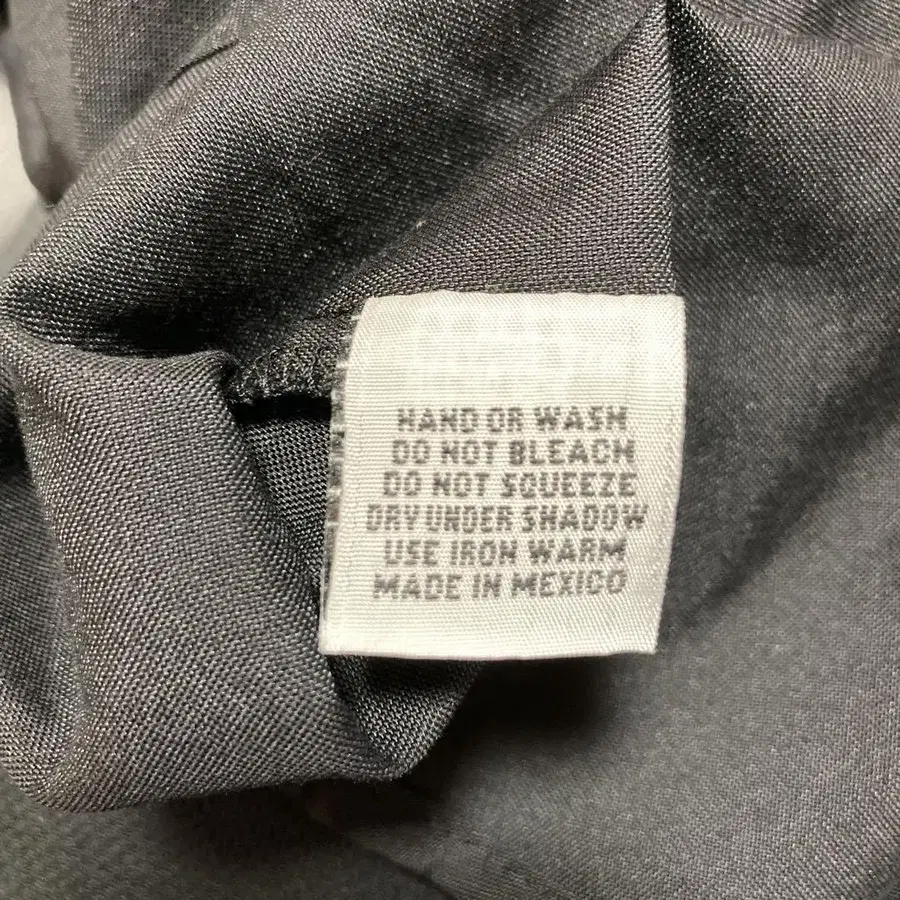 HAND OR WASH
DO NOT BLEACH
DO NOT SQUEEZE
DRY UNDER SHADOW
USE IRON WARM
MADE IN MEXICO